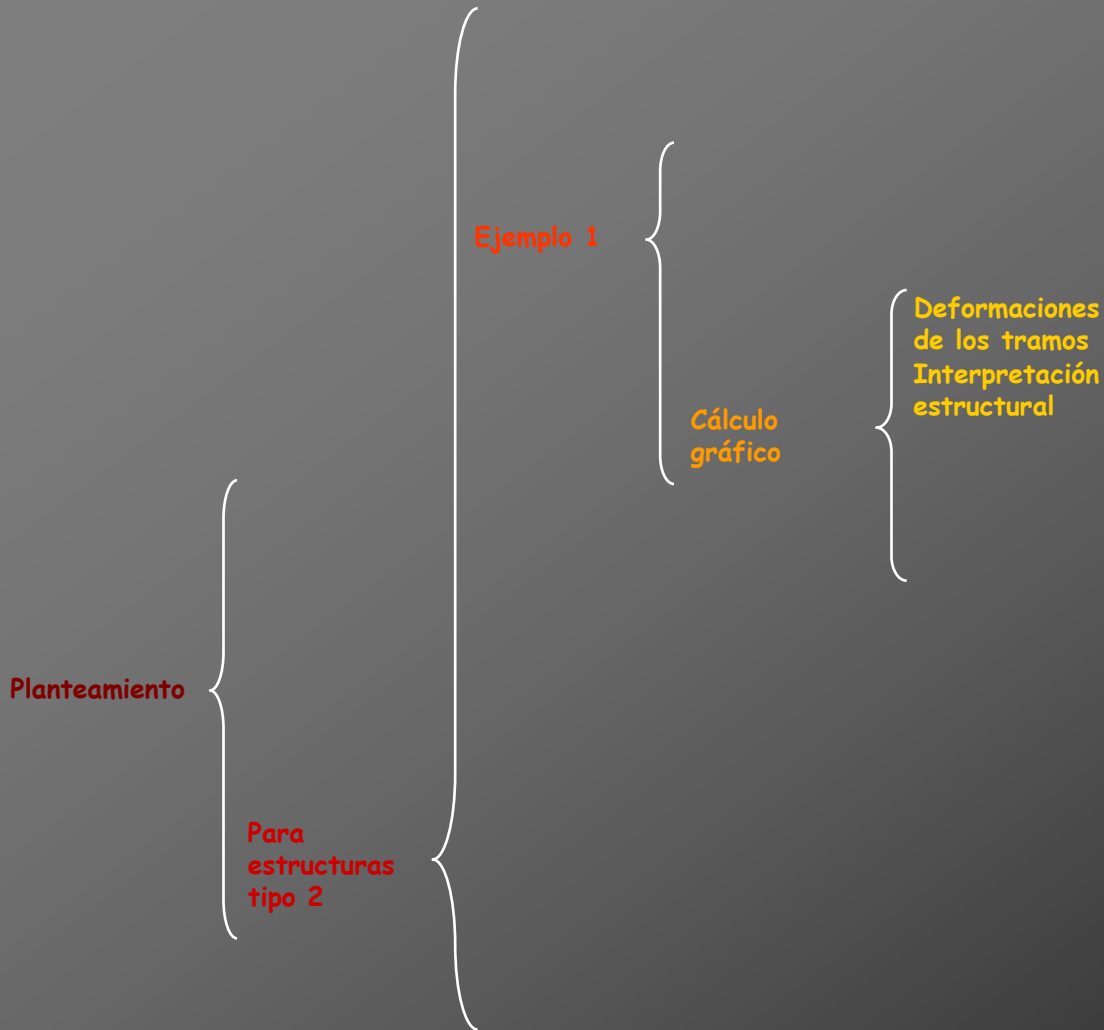 Planteamiento
Para
estructuras
tipo 2
Ejemplo 1
Cálculo
gráfico
Deformaciones
de los tramos
Interpretación
estructural